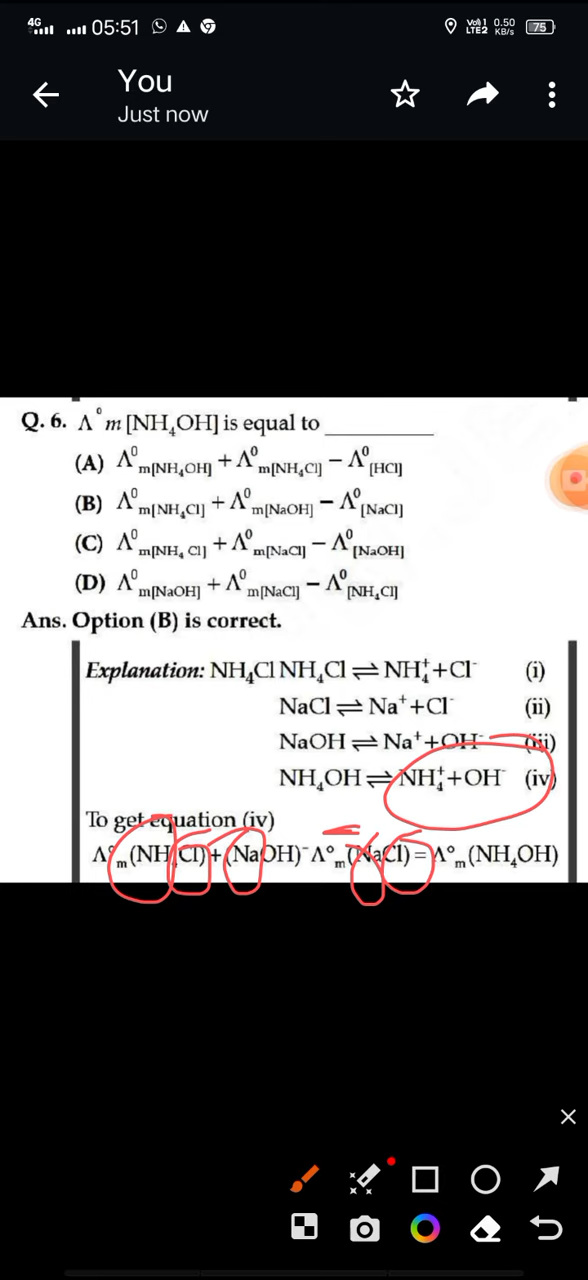 4G 05:51 Vo)) 1 LTE2 0.50 KB/s 75
You
Just now
Q. 6. Λ°m [NH₄OH] is equal to ____________
(A) Λ⁰m[NH₄OH] + Λ⁰m[NH₄Cl] − Λ⁰[HCl]
(B) Λ⁰m[NH₄Cl] + Λ⁰m[NaOH] − Λ⁰[NaCl]
(C) Λ⁰m[NH₄ Cl] + Λ⁰m[NaCl] − Λ⁰[NaOH]
(D) Λ⁰m[NaOH] + Λ⁰m[NaCl] − Λ⁰[NH₄Cl]
Ans. Option (B) is correct.
Explanation: NH₄Cl NH₄Cl ⇌ NH₄⁺+Cl⁻ (i)
NaCl ⇌ Na⁺+Cl⁻ (ii)
NaOH ⇌ Na⁺+OH⁻ (iii)
NH₄OH ⇌ NH₄⁺+OH⁻ (iv)
To get equation (iv)
Λ°m(NH₄Cl)+(NaOH)⁻Λ°m(NaCl) = Λ°m(NH₄OH)